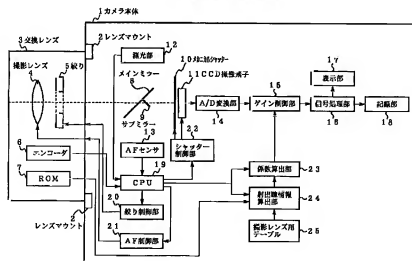 1カメラ本体
3交換レンズ
2レンズマウント
撮影レンズ
4
5絞り
12
測光部
10メカニカルシャッター
11CCD撮像素子
メインミラー
8
9
サブミラー
13
AFセンサ
6
エンコーダ
7
ROM
2
レンズマウント
CPU
19
20
絞り制御部
21
AF制御部
22
シャッター制御部
A/D変換部
14
15
ゲイン制御部
17
表示部
信号処理部
16
記録部
18
係数算出部
23
射出瞳情報算出部
24
撮影レンズ用テーブル
25